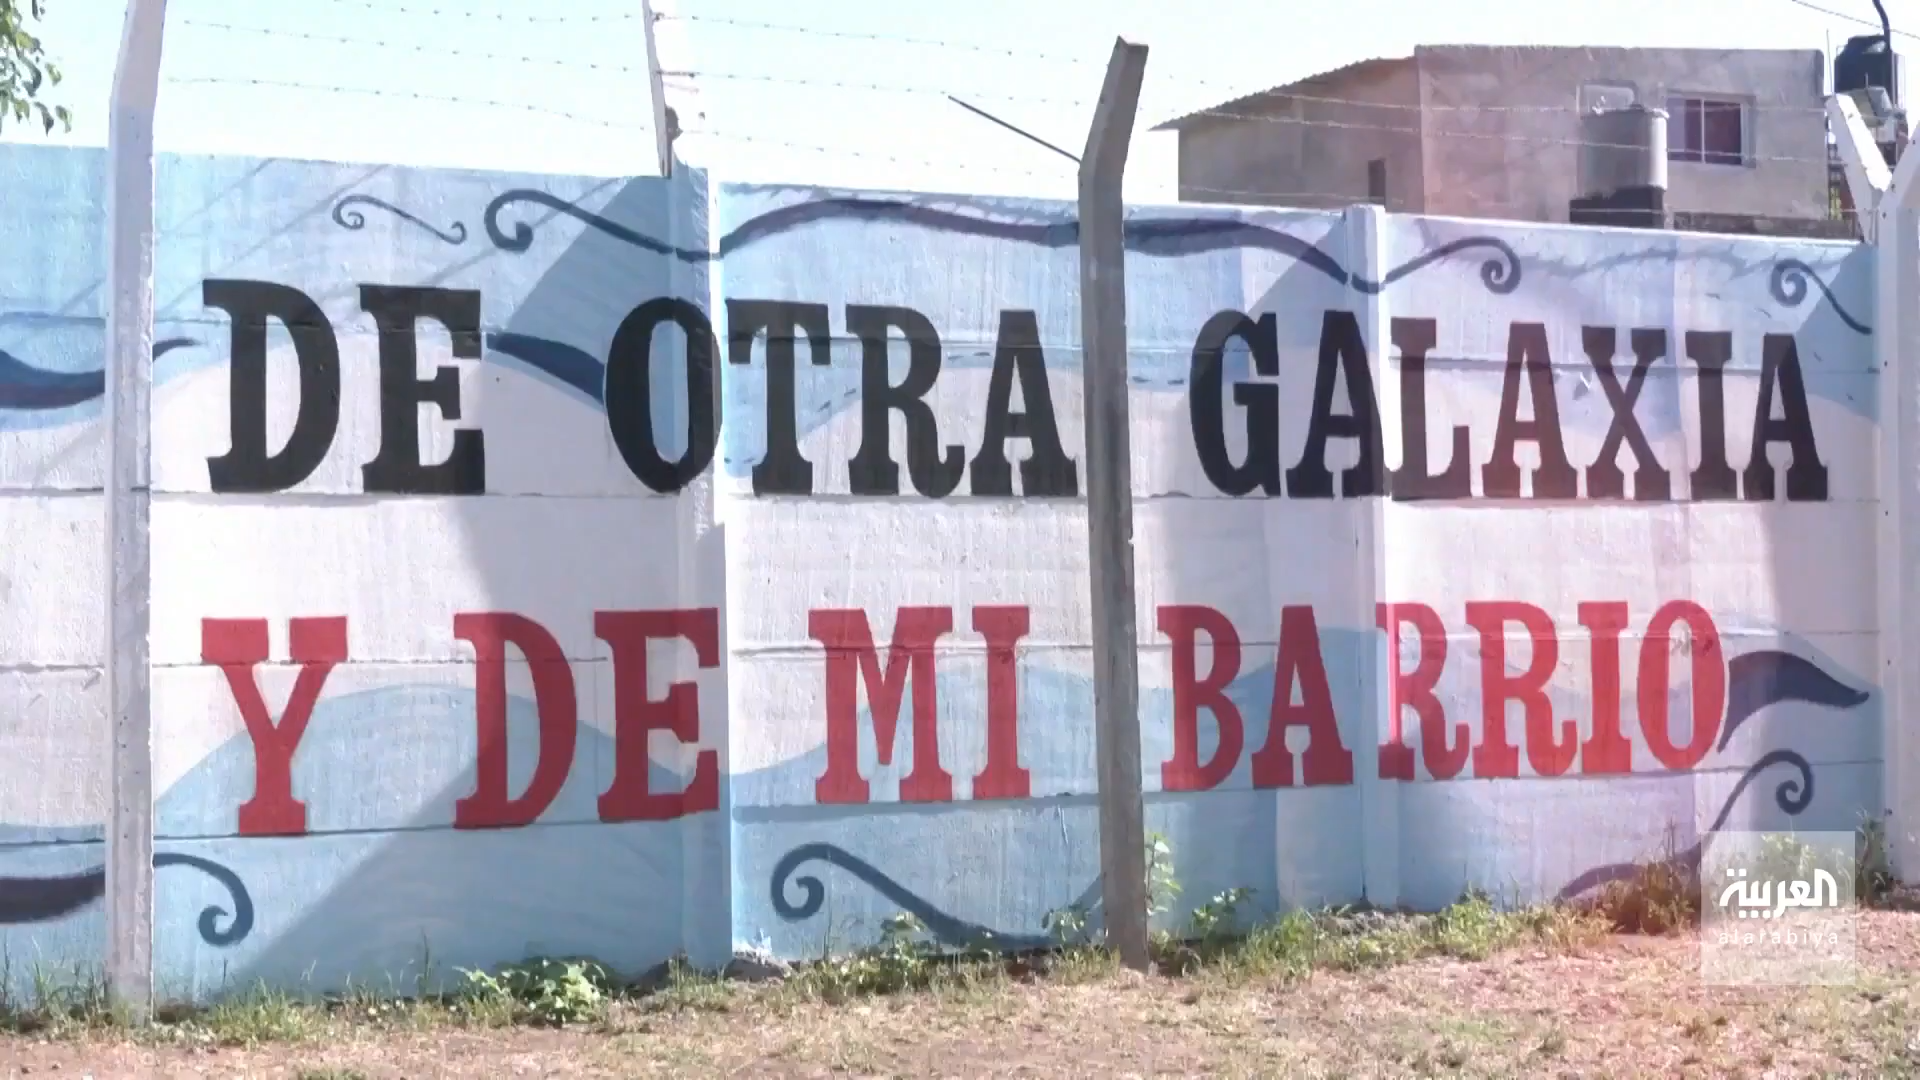 DE OTRA GALAXIA
Y DE MI BARRIO
العربية
alarabiya